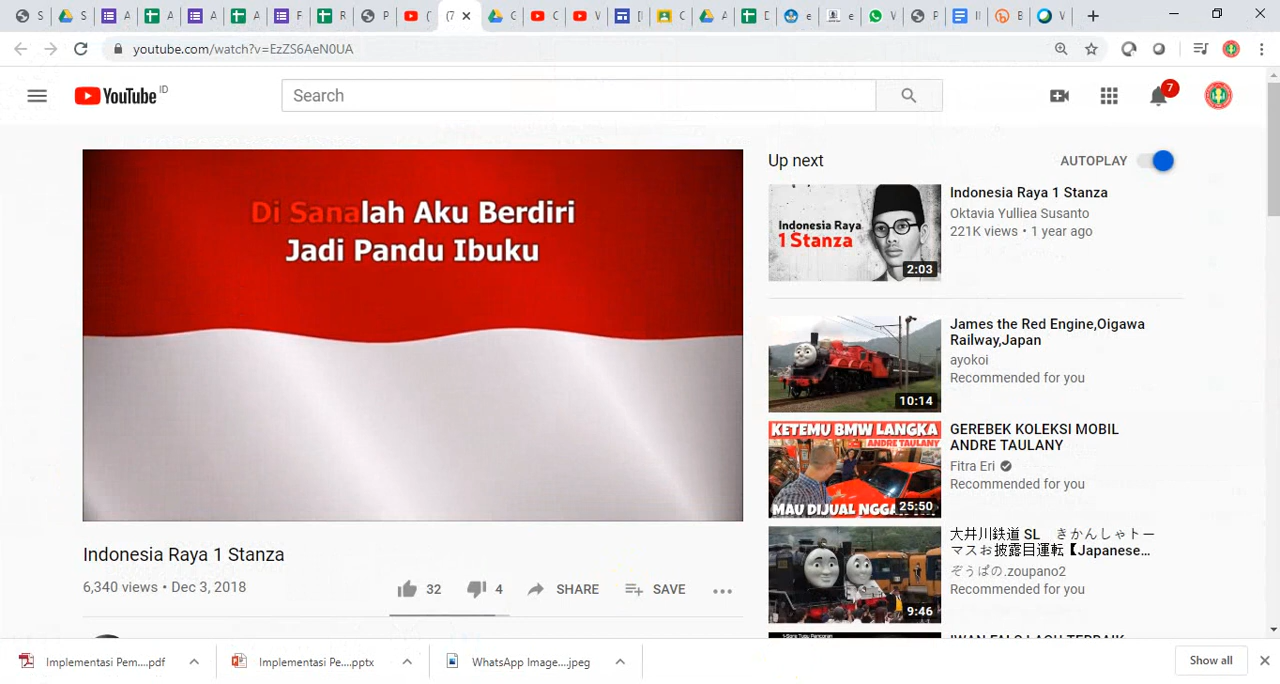 S
S
A
A
A
A
F
R
P
(
(7
G
C
V
[
C
A
D
e
e
V
P
I
B
V
youtube.com/watch?v=EzZS6AeN0UA
YouTube ID
Search
7
Di Sanalah Aku Berdiri
Jadi Pandu Ibuku
Indonesia Raya 1 Stanza
6,340 views • Dec 3, 2018
32
4
SHARE
SAVE
Up next
AUTOPLAY
Indonesia Raya
1 Stanza
2:03
Indonesia Raya 1 Stanza
Oktavia Yulliea Susanto
221K views • 1 year ago
10:14
James the Red Engine,Oigawa
Railway,Japan
ayokoi
Recommended for you
KETEMU BMW LANGKA
ANDRE TAULANY
MAU DIJUAL
25:50
GEREBEK KOLEKSI MOBIL
ANDRE TAULANY
Fitra Eri
Recommended for you
9:46
大井川鉄道 SL きかんしゃトー
マスお披露目運転【Japanese...
ぞうぱの.zoupano2
Recommended for you
Implementasi Pem....pdf
Implementasi Pe....pptx
WhatsApp Image....jpeg
Show all